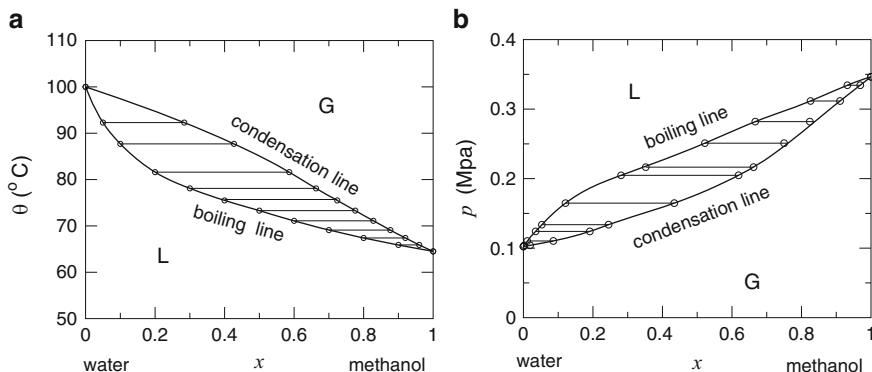 a
110
100
90
80
70
60
50
θ (° C)
G
L
condensation line
boiling line
0
0.2
0.4
0.6
0.8
1
water
x
methanol
b
0.4
0.3
0.2
0.1
0
p (Mpa)
L
G
boiling line
condensation line
0
0.2
0.4
0.6
0.8
1
water
x
methanol